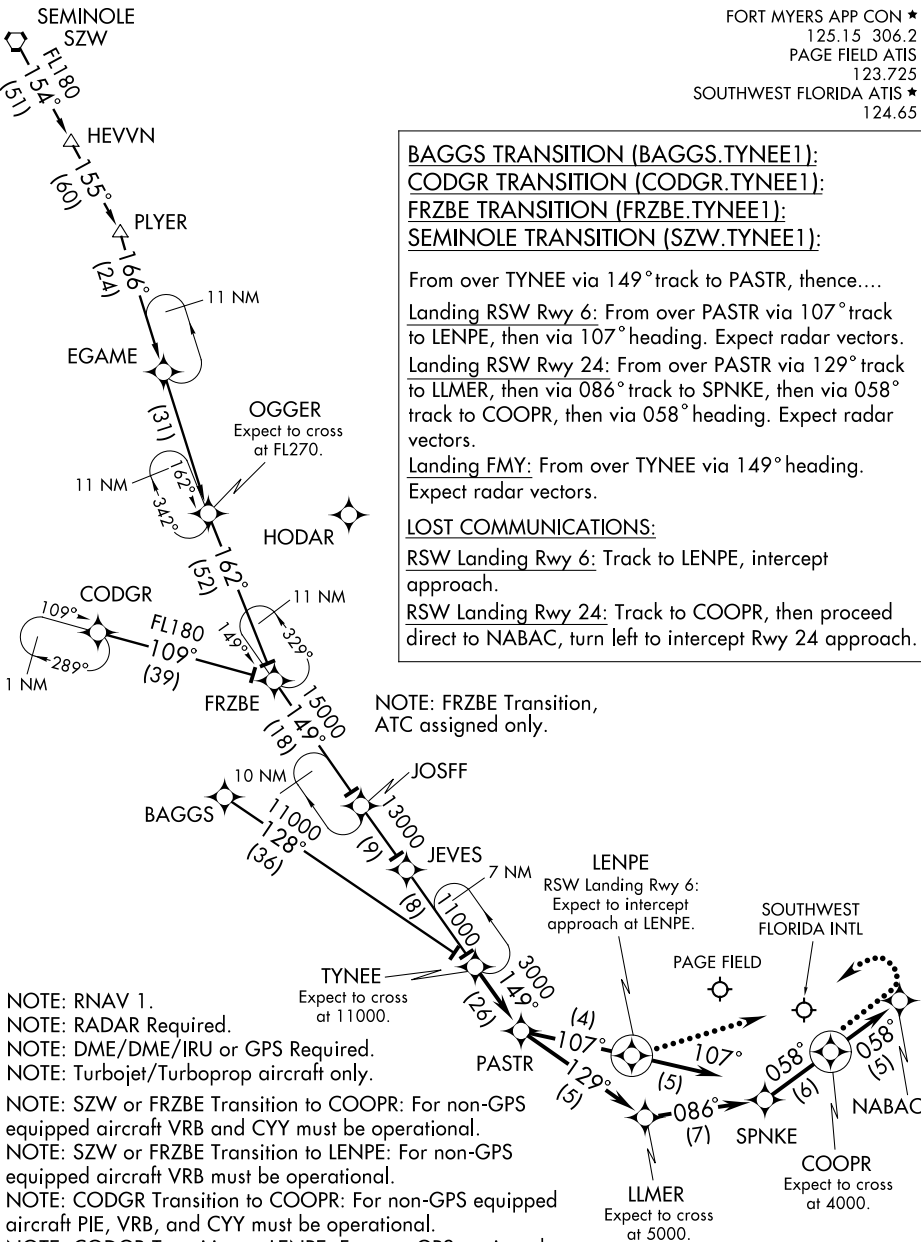 SEMINOLE
SZW
FORT MYERS APP CON ★
125.15 306.2
PAGE FIELD ATIS
123.725
SOUTHWEST FLORIDA ATIS ★
124.65
FL180
154°
(51)
HEVVN
155°
(60)
PLYER
166°
(24)
11 NM
EGAME
(31)
OGGER
Expect to cross
at FL270.
11 NM
162°
342°
HODAR
162°
(52)
BAGGS TRANSITION (BAGGS.TYNEE1):
CODGR TRANSITION (CODGR.TYNEE1):
FRZBE TRANSITION (FRZBE.TYNEE1):
SEMINOLE TRANSITION (SZW.TYNEE1):
From over TYNEE via 149° track to PASTR, thence....
Landing RSW Rwy 6: From over PASTR via 107° track
to LENPE, then via 107° heading. Expect radar vectors.
Landing RSW Rwy 24: From over PASTR via 129° track
to LLMER, then via 086° track to SPNKE, then via 058°
track to COOPR, then via 058° heading. Expect radar
vectors.
Landing FMY: From over TYNEE via 149° heading.
Expect radar vectors.
LOST COMMUNICATIONS:
RSW Landing Rwy 6: Track to LENPE, intercept
approach.
RSW Landing Rwy 24: Track to COOPR, then proceed
direct to NABAC, turn left to intercept Rwy 24 approach.
CODGR
109°
289°
1 NM
FL180
109°
(39)
11 NM
149°
329°
FRZBE
15000
149°
(18)
NOTE: FRZBE Transition,
ATC assigned only.
10 NM
JOSFF
BAGGS
11000
128°
(36)
13000
(9)
JEVES
7 NM
(8)
11000
TYNEE
Expect to cross
at 11000.
3000
149°
(26)
PASTR
LENPE
RSW Landing Rwy 6:
Expect to intercept
approach at LENPE.
SOUTHWEST
FLORIDA INTL
PAGE FIELD
(4)
107°
107°
(5)
129°
(5)
086°
(7)
SPNKE
058°
(6)
058°
(5)
NABAC
COOPR
Expect to cross
at 4000.
LLMER
Expect to cross
at 5000.
NOTE: RNAV 1.
NOTE: RADAR Required.
NOTE: DME/DME/IRU or GPS Required.
NOTE: Turbojet/Turboprop aircraft only.
NOTE: SZW or FRZBE Transition to COOPR: For non-GPS
equipped aircraft VRB and CYY must be operational.
NOTE: SZW or FRZBE Transition to LENPE: For non-GPS
equipped aircraft VRB must be operational.
NOTE: CODGR Transition to COOPR: For non-GPS equipped
aircraft PIE, VRB, and CYY must be operational.